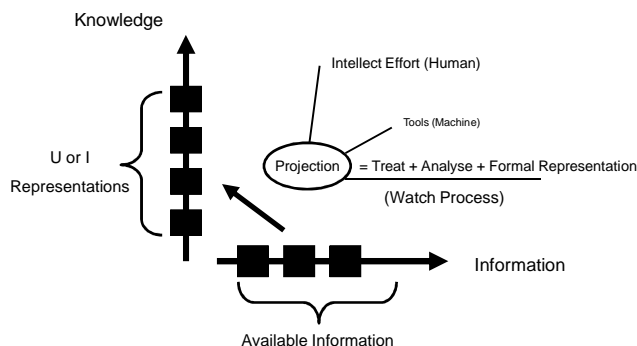 Knowledge
Intellect Effort (Human)
Tools (Machine)
Projection = Treat + Analyse + Formal Representation
(Watch Process)
U or I
Representations
Information
Available Information